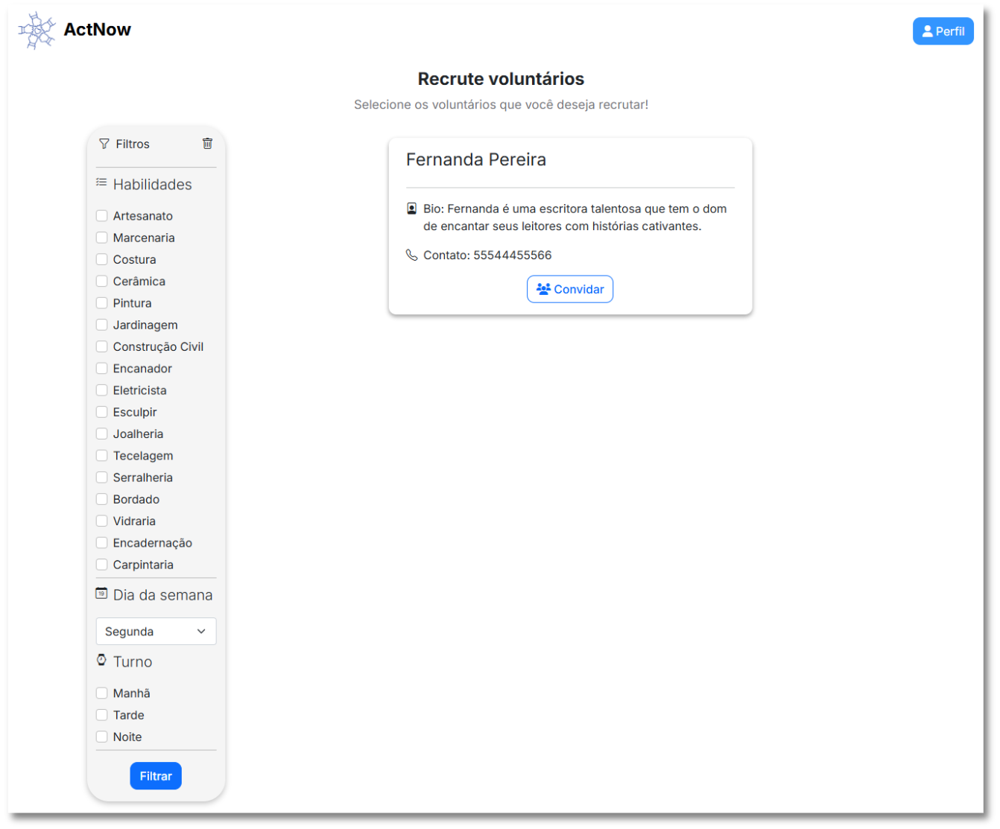 ActNow
Perfil
Recrute voluntários
Selecione os voluntários que você deseja recrutar!
Filtros
Habilidades
Artesanato
Marcenaria
Costura
Cerâmica
Pintura
Jardinagem
Construção Civil
Encanador
Eletricista
Esculpir
Joalheria
Tecelagem
Serralheria
Bordado
Vidraria
Encadernação
Carpintaria
19
Dia da semana
Segunda
Turno
Manhã
Tarde
Noite
Filtrar
Fernanda Pereira
Bio: Fernanda é uma escritora talentosa que tem o dom
de encantar seus leitores com histórias cativantes.
Contato: 55544455566
Convidar